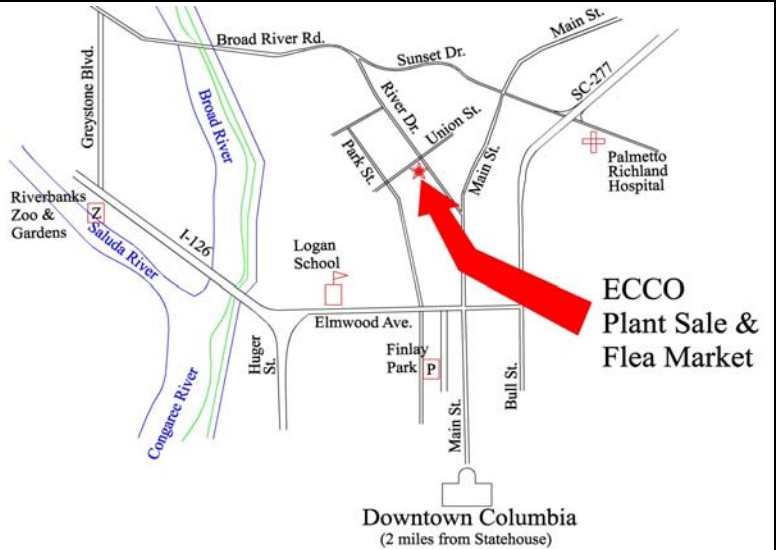 Main St.
Broad River Rd.
Sunset Dr.
SC-277
Greystone Blvd.
Broad River
River Dr.
Union St.
Park St.
Main St.
Palmetto
Richland
Hospital
Riverbanks
Zoo &
Gardens
Z
Saluda River
I-126
Logan
School
ECCO
Plant Sale &
Flea Market
Elmwood Ave.
Huger
St.
Finlay
Park
P
Bull St.
Main St.
Congaree River
Downtown Columbia
(2 miles from Statehouse)